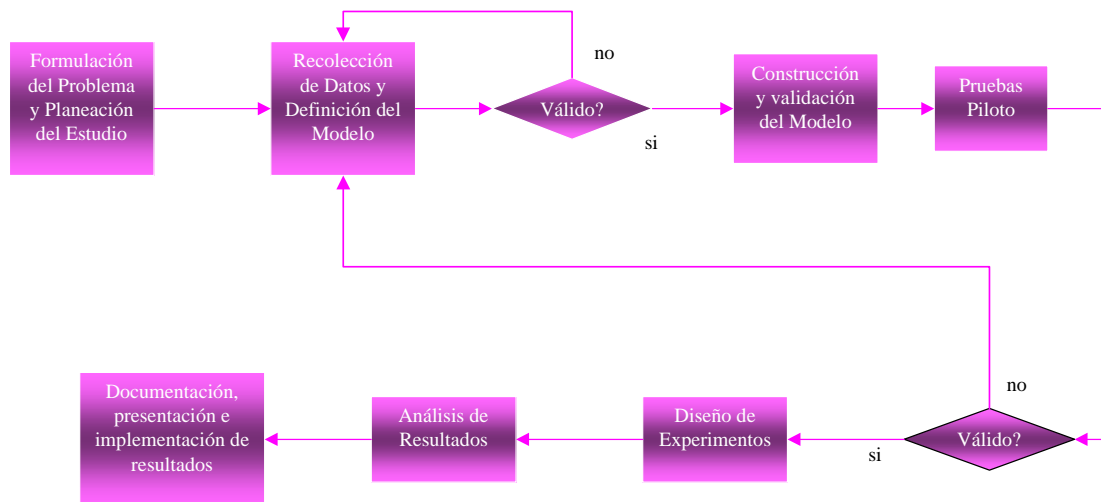 Formulación
del Problema
y Planeación
del Estudio
Recolección
de Datos y
Definición del
Modelo
no
Válido?
si
Construcción
y validación
del Modelo
Pruebas
Piloto
no
Válido?
si
Diseño de
Experimentos
Análisis de
Resultados
Documentación,
presentación e
implementación de
resultados